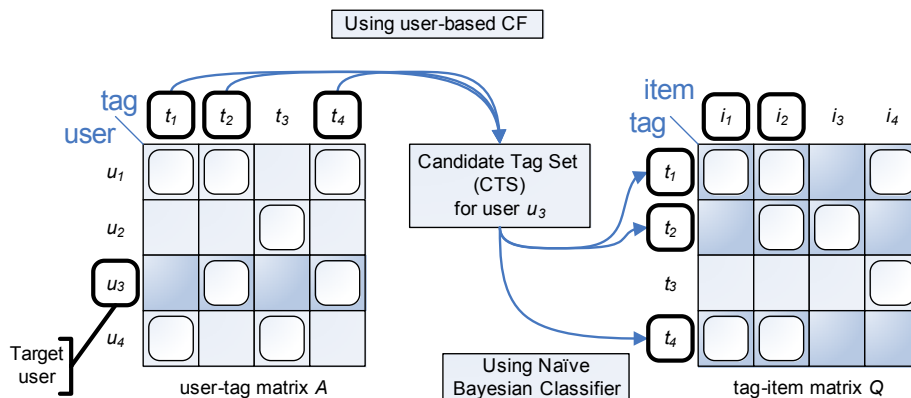 Using user-based CF
tag
user
t1 t2 t3 t4
u1
u2
u3
u4
Target
user
user-tag matrix A
Candidate Tag Set
(CTS)
for user u3
Using Naïve
Bayesian Classifier
item
tag
i1 i2 i3 i4
t1
t2
t3
t4
tag-item matrix Q